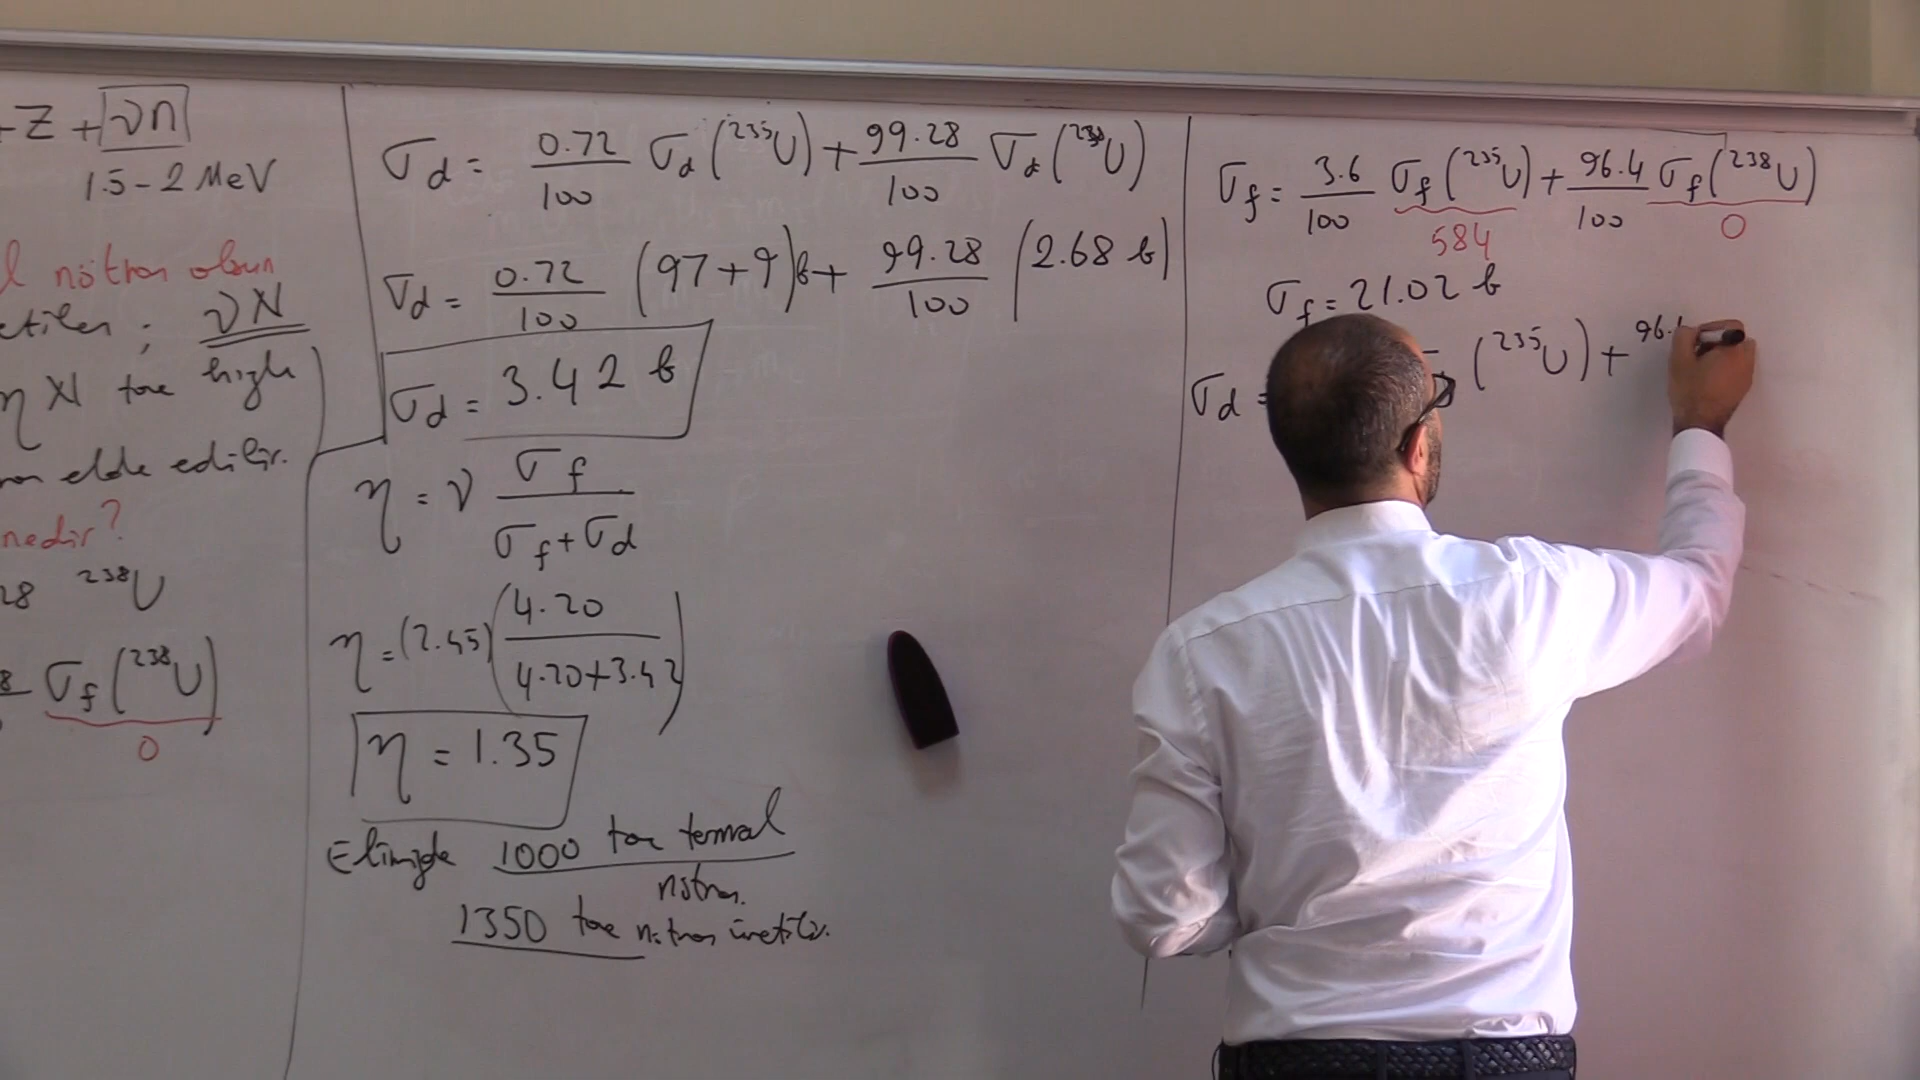 +Z + νn
1.5-2 MeV
nötron olsun
; νN
ηN tane high
elde edilir.
nedir?
28 ²³⁸U
σf(²³⁸U)
0
σd = 0.72/100 σd(²³⁵U) + 99.28/100 σd(²³⁸U)
σd = 0.72/100 (97+9)b + 99.28/100 (2.68 b)
σd = 3.42 b
η = ν σf/(σf+σd)
η = (2.45)(4.20/(4.20+3.42))
η = 1.35
Elimizde 1000 tane termal
nötron.
1350 tane nötron üretilir.
σf = 3.6/100 σf(²³⁵U) + 96.4/100 σf(²³⁸U)
584 0
σf = 21.02 b
σd = (²³⁵U) + 96.